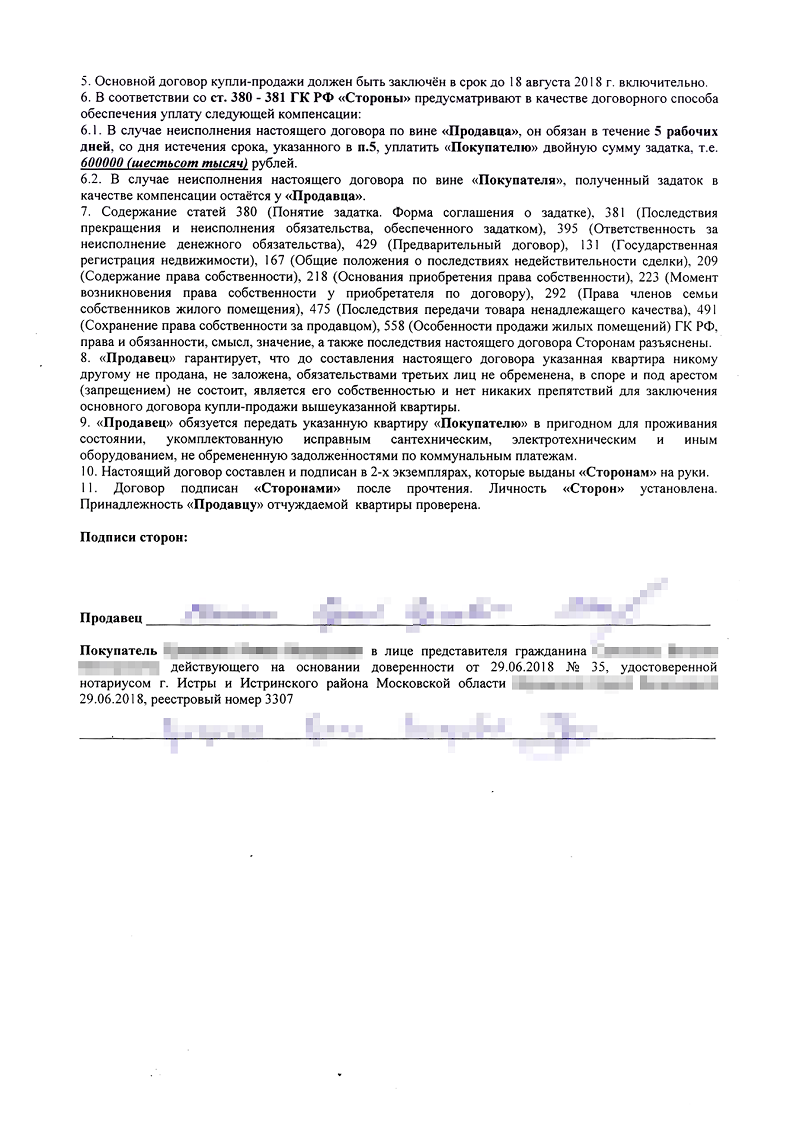 5. Основной договор купли-продажи должен быть заключён в срок до 18 августа 2018 г. включительно.
6. В соответствии со ст. 380 - 381 ГК РФ «Стороны» предусматривают в качестве договорного способа
обеспечения уплату следующей компенсации:
6.1. В случае неисполнения настоящего договора по вине «Продавца», он обязан в течение 5 рабочих
дней, со дня истечения срока, указанного в п.5, уплатить «Покупателю» двойную сумму задатка, т.е.
600000 (шестьсот тысяч) рублей.
6.2. В случае неисполнения настоящего договора по вине «Покупателя», полученный задаток в
качестве компенсации остаётся у «Продавца».
7. Содержание статей 380 (Понятие задатка. Форма соглашения о задатке), 381 (Последствия
прекращения и неисполнения обязательства, обеспеченного задатком), 395 (Ответственность за
неисполнение денежного обязательства), 429 (Предварительный договор), 131 (Государственная
регистрация недвижимости), 167 (Общие положения о последствиях недействительности сделки), 209
(Содержание права собственности), 218 (Основания приобретения права собственности), 223 (Момент
возникновения права собственности у приобретателя по договору), 292 (Права членов семьи
собственников жилого помещения), 475 (Последствия передачи товара ненадлежащего качества), 491
(Сохранение права собственности за продавцом), 558 (Особенности продажи жилых помещений) ГК РФ,
права и обязанности, смысл, значение, а также последствия настоящего договора Сторонам разъяснены.
8. «Продавец» гарантирует, что до составления настоящего договора указанная квартира никому
другому не продана, не заложена, обязательствами третьих лиц не обременена, в споре и под арестом
(запрещением) не состоит, является его собственностью и нет никаких препятствий для заключения
основного договора купли-продажи вышеуказанной квартиры.
9. «Продавец» обязуется передать указанную квартиру «Покупателю» в пригодном для проживания
состоянии, укомплектованную исправным сантехническим, электротехническим и иным
оборудованием, не обремененную задолженностями по коммунальным платежам.
10. Настоящий договор составлен и подписан в 2-х экземплярах, которые выданы «Сторонам» на руки.
11. Договор подписан «Сторонами» после прочтения. Личность «Сторон» установлена.
Принадлежность «Продавцу» отчуждаемой квартиры проверена.
Подписи сторон:
Продавец
Покупатель в лице представителя гражданина
действующего на основании доверенности от 29.06.2018 № 35, удостоверенной
нотариусом г. Истры и Истринского района Московской области
29.06.2018, реестровый номер 3307